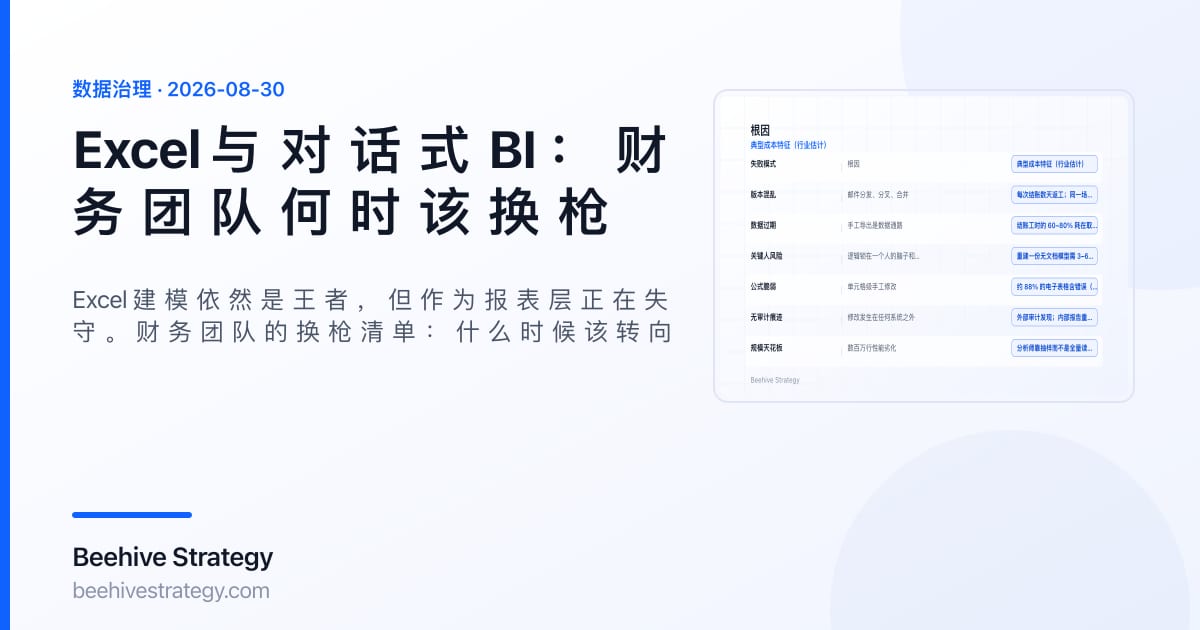 数据治理 · 2026-08-30
Excel与对话式BI：财
务团队何时该换枪
Excel建模依然是王者，但作为报表层正在失
守。财务团队的换枪清单：什么时候该转向
Beehive Strategy
beehivestrategy.com
根因
典型成本特征（行业估计）
失败模式 根因 典型成本特征（行业估计）
版本混乱 邮件分发、分叉、合并 每次结账数天返工；同一场...
数据过期 手工导出是数据通路 结账工时的 60–80% 耗在取...
关键人风险 逻辑锁在一个人的脑子和... 重建一份无文档模型需 3–6...
公式脆弱 单元格级手工修改 约 88% 的电子表格含错误（...
无审计痕迹 修改发生在任何系统之外 外部审计发现；内部报告重...
规模天花板 数百万行性能劣化 分析师靠抽样而不是全量读...
Beehive Strategy